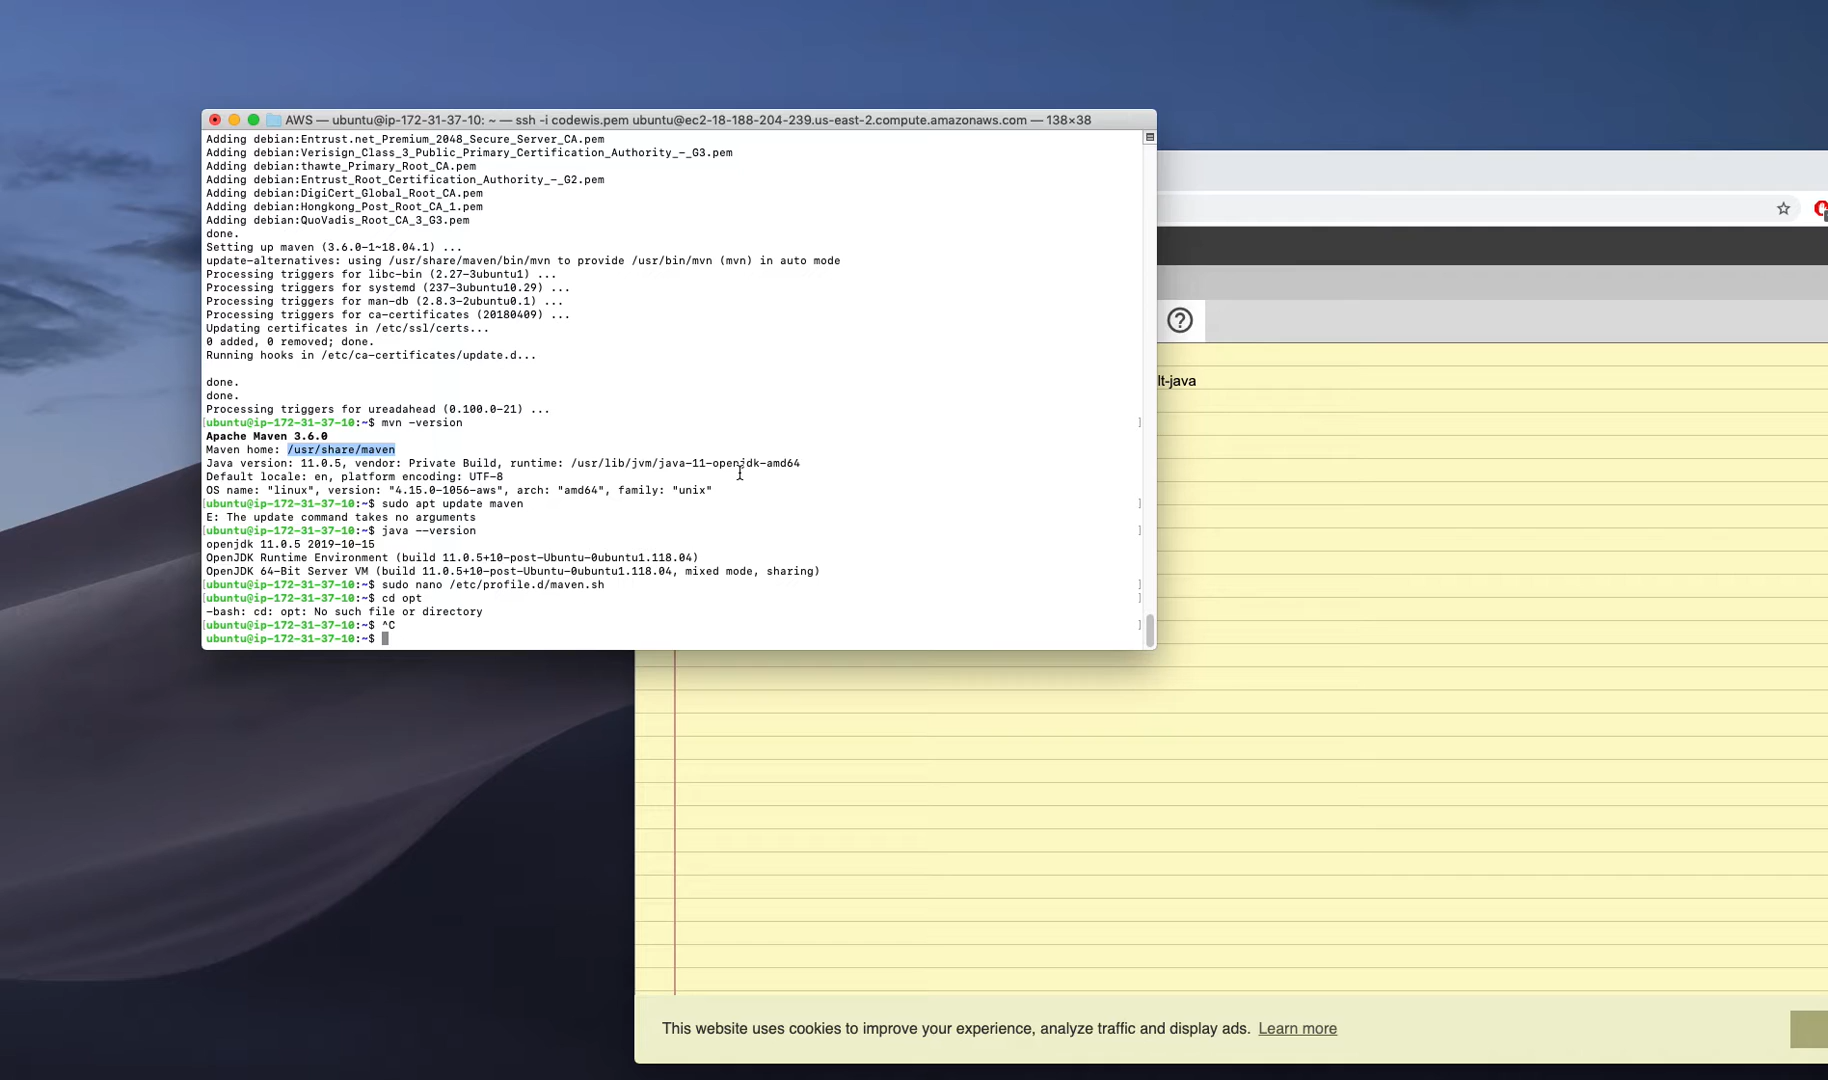 AWS — ubuntu@ip-172-31-37-10: ~ — ssh -i codewis.pem ubuntu@ec2-18-188-204-239.us-east-2.compute.amazonaws.com — 138×38
Adding debian:Entrust.net_Premium_2048_Secure_Server_CA.pem
Adding debian:Verisign_Class_3_Public_Primary_Certification_Authority_-_G3.pem
Adding debian:thawte_Primary_Root_CA.pem
Adding debian:Entrust_Root_Certification_Authority_-_G2.pem
Adding debian:DigiCert_Global_Root_CA.pem
Adding debian:Hongkong_Post_Root_CA_1.pem
Adding debian:QuoVadis_Root_CA_3_G3.pem
done.
Setting up maven (3.6.0-1~18.04.1) ...
update-alternatives: using /usr/share/maven/bin/mvn to provide /usr/bin/mvn (mvn) in auto mode
Processing triggers for libc-bin (2.27-3ubuntu1) ...
Processing triggers for systemd (237-3ubuntu10.29) ...
Processing triggers for man-db (2.8.3-2ubuntu0.1) ...
Processing triggers for ca-certificates (20180409) ...
Updating certificates in /etc/ssl/certs...
0 added, 0 removed; done.
Running hooks in /etc/ca-certificates/update.d...
done.
done.
Processing triggers for ureadahead (0.100.0-21) ...
[ubuntu@ip-172-31-37-10:~$ mvn -version ]
Apache Maven 3.6.0
Maven home: /usr/share/maven
Java version: 11.0.5, vendor: Private Build, runtime: /usr/lib/jvm/java-11-openjdk-amd64
Default locale: en, platform encoding: UTF-8
OS name: "linux", version: "4.15.0-1056-aws", arch: "amd64", family: "unix"
[ubuntu@ip-172-31-37-10:~$ sudo apt update maven ]
E: The update command takes no arguments
[ubuntu@ip-172-31-37-10:~$ java --version ]
openjdk 11.0.5 2019-10-15
OpenJDK Runtime Environment (build 11.0.5+10-post-Ubuntu-0ubuntu1.118.04)
OpenJDK 64-Bit Server VM (build 11.0.5+10-post-Ubuntu-0ubuntu1.118.04, mixed mode, sharing)
[ubuntu@ip-172-31-37-10:~$ sudo nano /etc/profile.d/maven.sh ]
[ubuntu@ip-172-31-37-10:~$ cd opt ]
-bash: cd: opt: No such file or directory
[ubuntu@ip-172-31-37-10:~$ ^C ]
ubuntu@ip-172-31-37-10:~$
lt-java
This website uses cookies to improve your experience, analyze traffic and display ads. Learn more